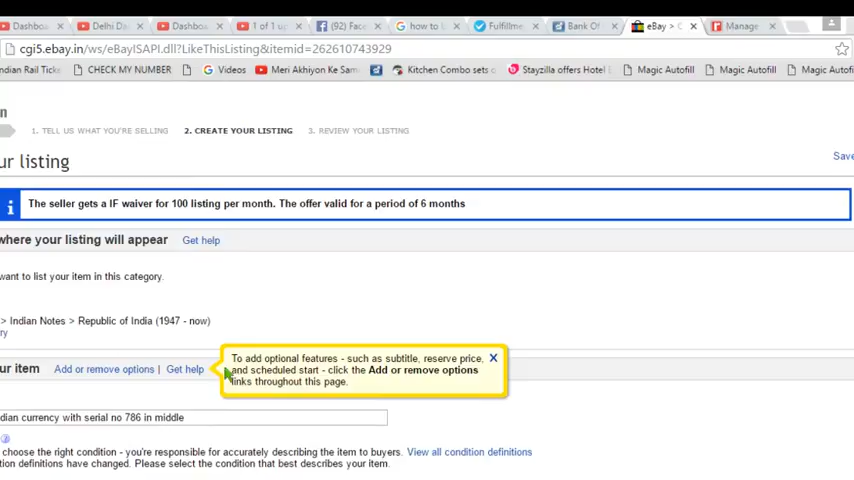 Dashboard
Delhi Da
Dashboa
1 of 1 up
(92) Face
how to b
Fulfillme
Bank Of
eBay > C
Manage
cgi5.ebay.in/ws/eBayISAPI.dll?LikeThisListing&itemid=262610743929
ndian Rail Ticke
CHECK MY NUMBER
Videos
Meri Akhiyon Ke Sam
Kitchen Combo sets o
Stayzilla offers Hotel B
Magic Autofill
Magic Autofill
Magic Autofi
n
1. TELL US WHAT YOU'RE SELLING 2. CREATE YOUR LISTING 3. REVIEW YOUR LISTING
ur listing
Save
The seller gets a IF waiver for 100 listing per month. The offer valid for a period of 6 months
where your listing will appear Get help
want to list your item in this category.
> Indian Notes > Republic of India (1947 - now)
ry
ur item Add or remove options | Get help
To add optional features - such as subtitle, reserve price,
and scheduled start - click the Add or remove options
links throughout this page.
dian currency with serial no 786 in middle
choose the right condition - you're responsible for accurately describing the item to buyers. View all condition definitions
tion definitions have changed. Please select the condition that best describes your item.